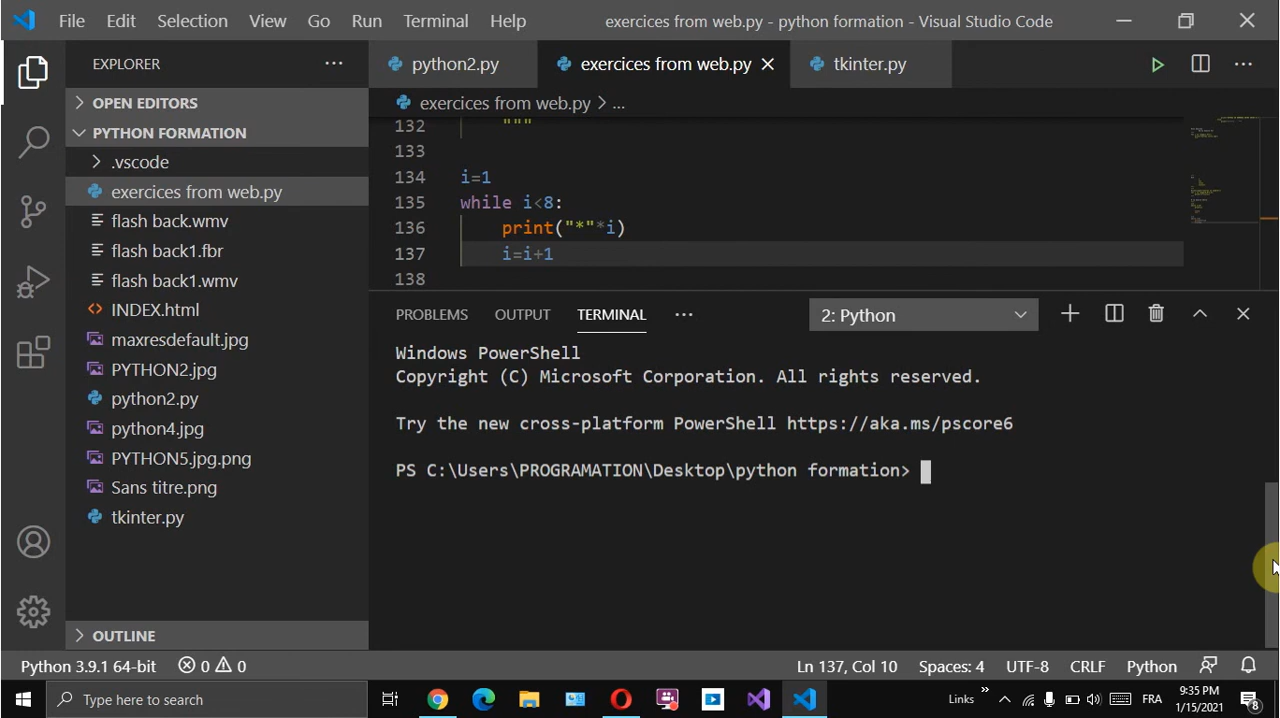 File Edit Selection View Go Run Terminal Help exercices from web.py - python formation - Visual Studio Code
EXPLORER
OPEN EDITORS
PYTHON FORMATION
.vscode
exercices from web.py
flash back.wmv
flash back1.fbr
flash back1.wmv
INDEX.html
maxresdefault.jpg
PYTHON2.jpg
python2.py
python4.jpg
PYTHON5.jpg.png
Sans titre.png
tkinter.py
OUTLINE
python2.py exercices from web.py tkinter.py
exercices from web.py > ...
132 """
133
134 i=1
135 while i<8:
136 print("*"*i)
137 i=i+1
138
PROBLEMS OUTPUT TERMINAL 2: Python
Windows PowerShell
Copyright (C) Microsoft Corporation. All rights reserved.
Try the new cross-platform PowerShell https://aka.ms/pscore6
PS C:\Users\PROGRAMATION\Desktop\python formation>
Python 3.9.1 64-bit 0 0 Ln 137, Col 10 Spaces: 4 UTF-8 CRLF Python
Type here to search Links » FRA 9:35 PM
1/15/2021 8